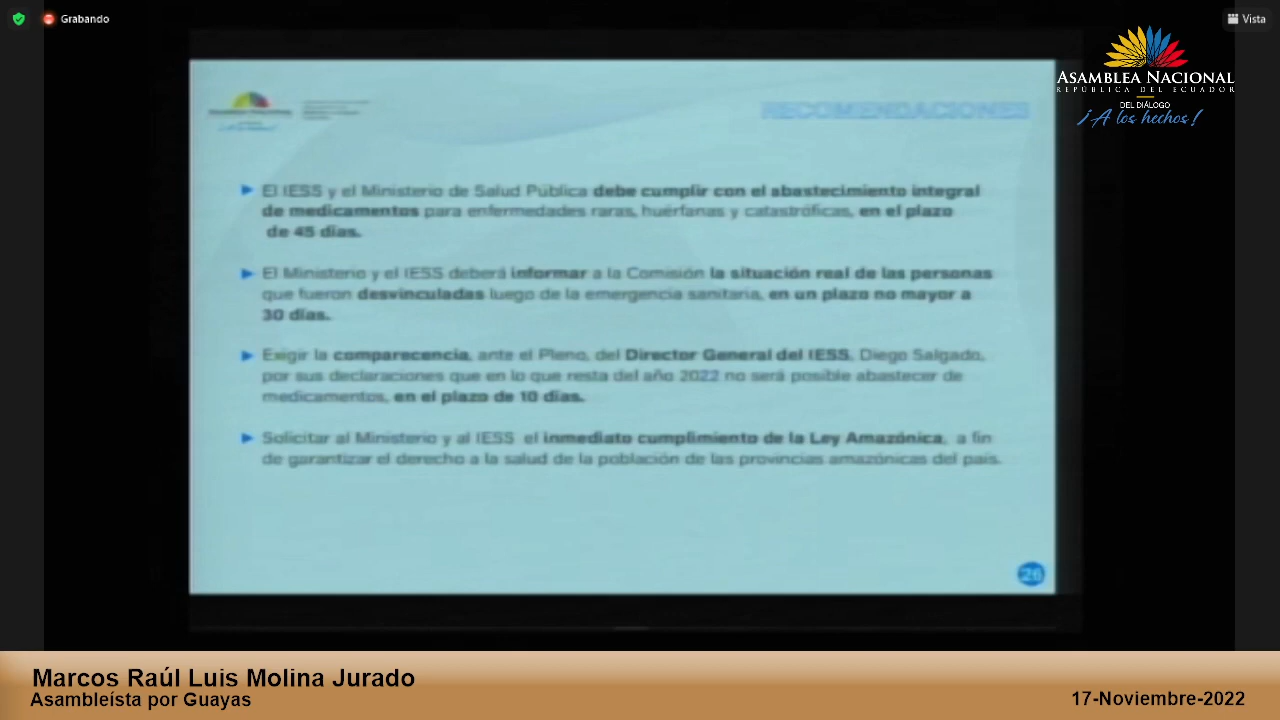 Grabando
Vista
ASAMBLEA NACIONAL
REPÚBLICA DEL ECUADOR
DEL DIÁLOGO
¡A los hechos!
RECOMENDACIONES
El IESS y el Ministerio de Salud Pública debe cumplir con el abastecimiento integral
de medicamentos para enfermedades raras, huérfanas y catastróficas, en el plazo
de 45 días.
El Ministerio y el IESS deberá informar a la Comisión la situación real de las personas
que fueron desvinculadas luego de la emergencia sanitaria, en un plazo no mayor a
30 días.
Exigir la comparecencia, ante el Pleno, del Director General del IESS, Diego Salgado,
por sus declaraciones que en lo que resta del año 2022 no será posible abastecer de
medicamentos, en el plazo de 10 días.
Solicitar al Ministerio y al IESS el inmediato cumplimiento de la Ley Amazónica, a fin
de garantizar el derecho a la salud de la población de las provincias amazónicas del país.
26
Marcos Raúl Luis Molina Jurado
Asambleísta por Guayas
17-Noviembre-2022